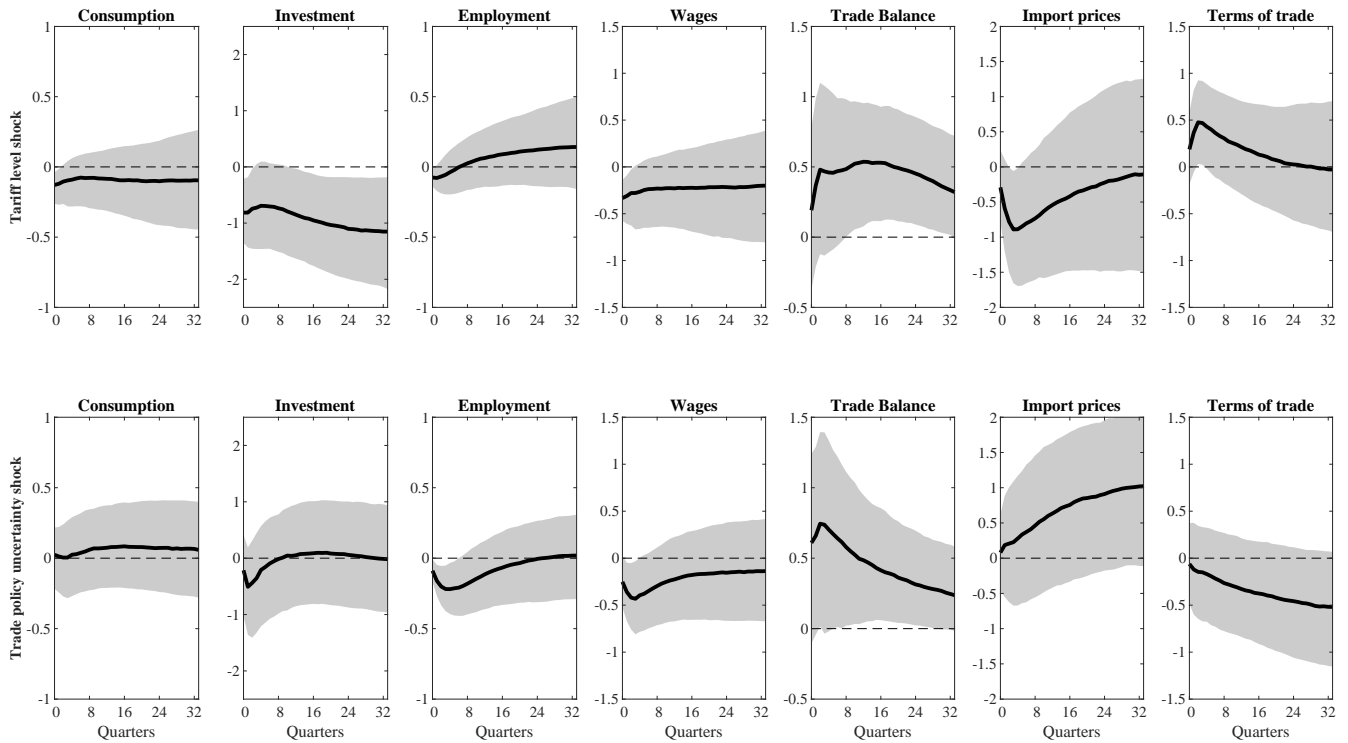 Consumption Investment Employment Wages Trade Balance Import prices Terms of trade
Tariff level shock
1 0.5 0 -0.5 -1
0 8 16 24 32
2 1 0 -1 -2
0 8 16 24 32
1 0.5 0 -0.5 -1
0 8 16 24 32
1.5 1 0.5 0 -0.5 -1 -1.5
0 8 16 24 32
1.5 1 0.5 0 -0.5
0 8 16 24 32
2 1.5 1 0.5 0 -0.5 -1 -1.5 -2
0 8 16 24 32
1.5 1 0.5 0 -0.5 -1 -1.5
0 8 16 24 32
Consumption Investment Employment Wages Trade Balance Import prices Terms of trade
Trade policy uncertainty shock
1 0.5 0 -0.5 -1
0 8 16 24 32
2 1 0 -1 -2
0 8 16 24 32
1 0.5 0 -0.5 -1
0 8 16 24 32
1.5 1 0.5 0 -0.5 -1 -1.5
0 8 16 24 32
1.5 1 0.5 0 -0.5
0 8 16 24 32
2 1.5 1 0.5 0 -0.5 -1 -1.5 -2
0 8 16 24 32
1.5 1 0.5 0 -0.5 -1 -1.5
0 8 16 24 32
Quarters Quarters Quarters Quarters Quarters Quarters Quarters